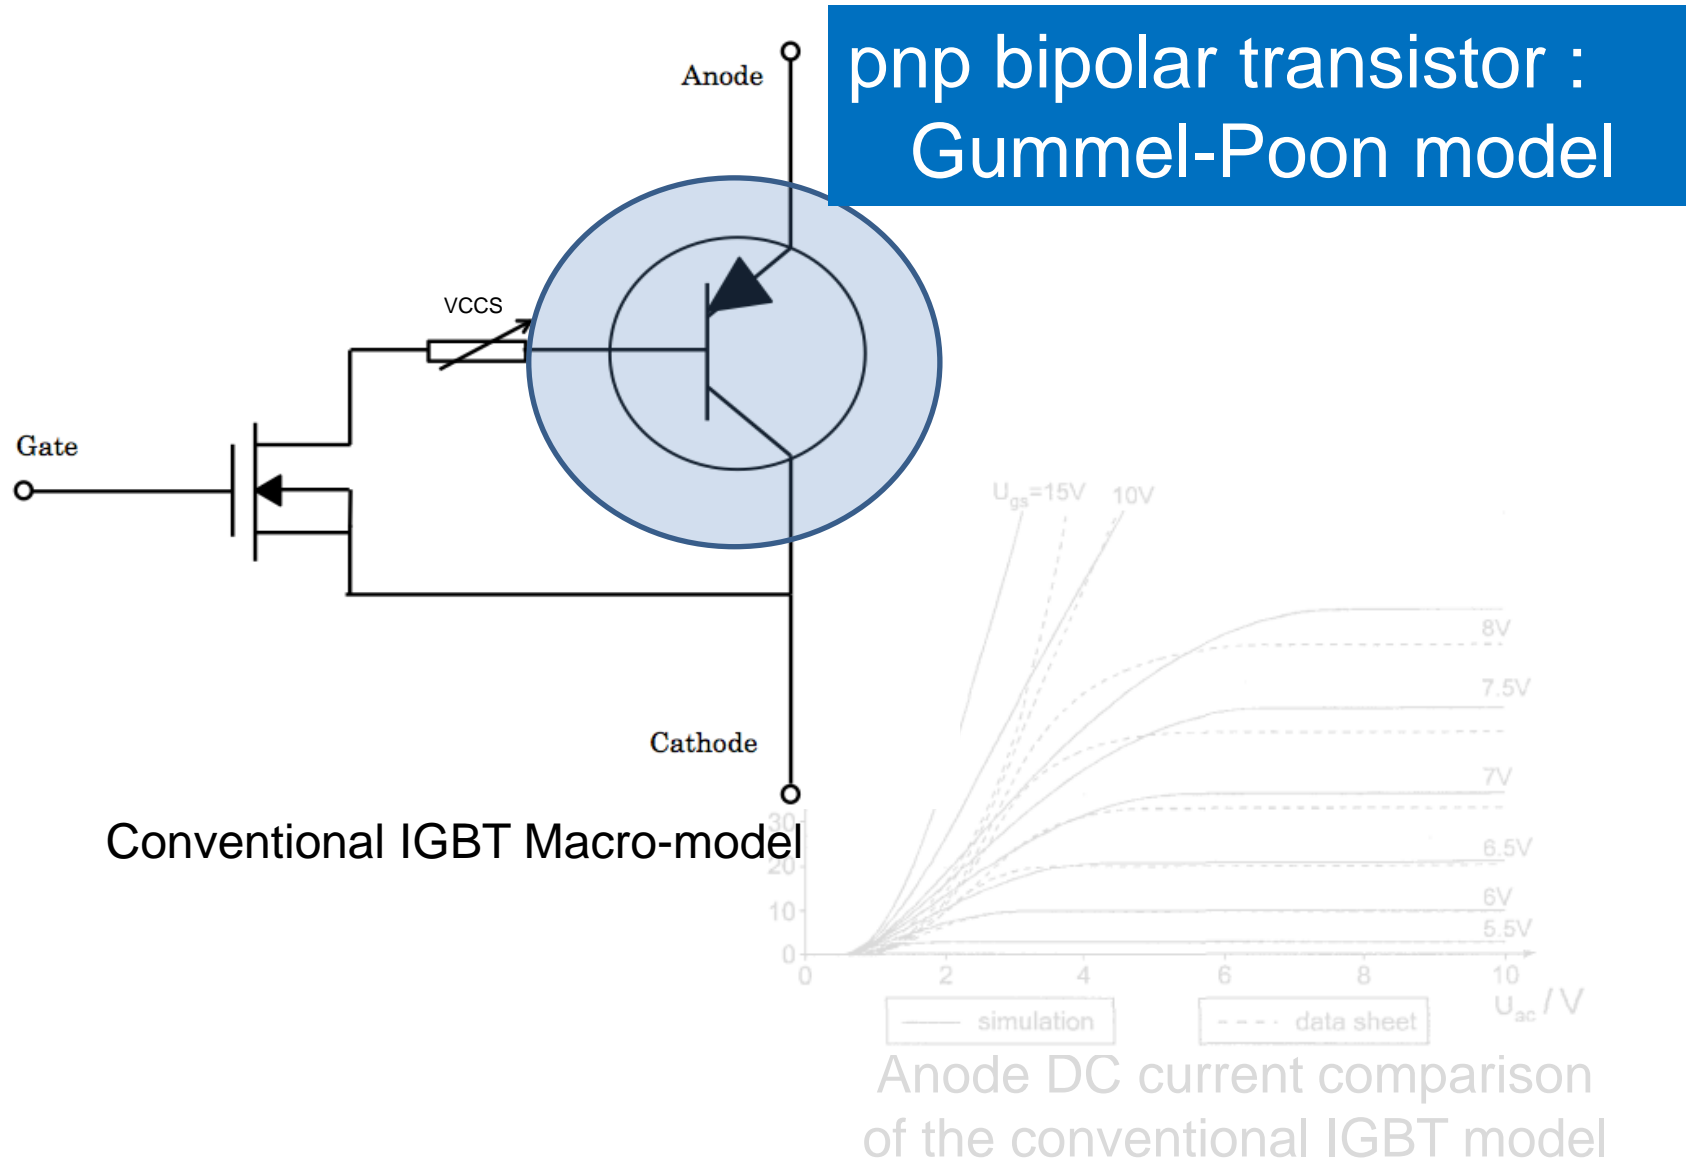 pnp bipolar transistor :
Gummel-Poon model
Anode
VCCS
Gate
Cathode
Conventional IGBT Macro-model
Ugs=15V 10V
8V
7.5V
7V
6.5V
6V
5.5V
30
20
10
0
0 2 4 6 8 10
Uac / V
simulation
data sheet
Anode DC current comparison
of the conventional IGBT model